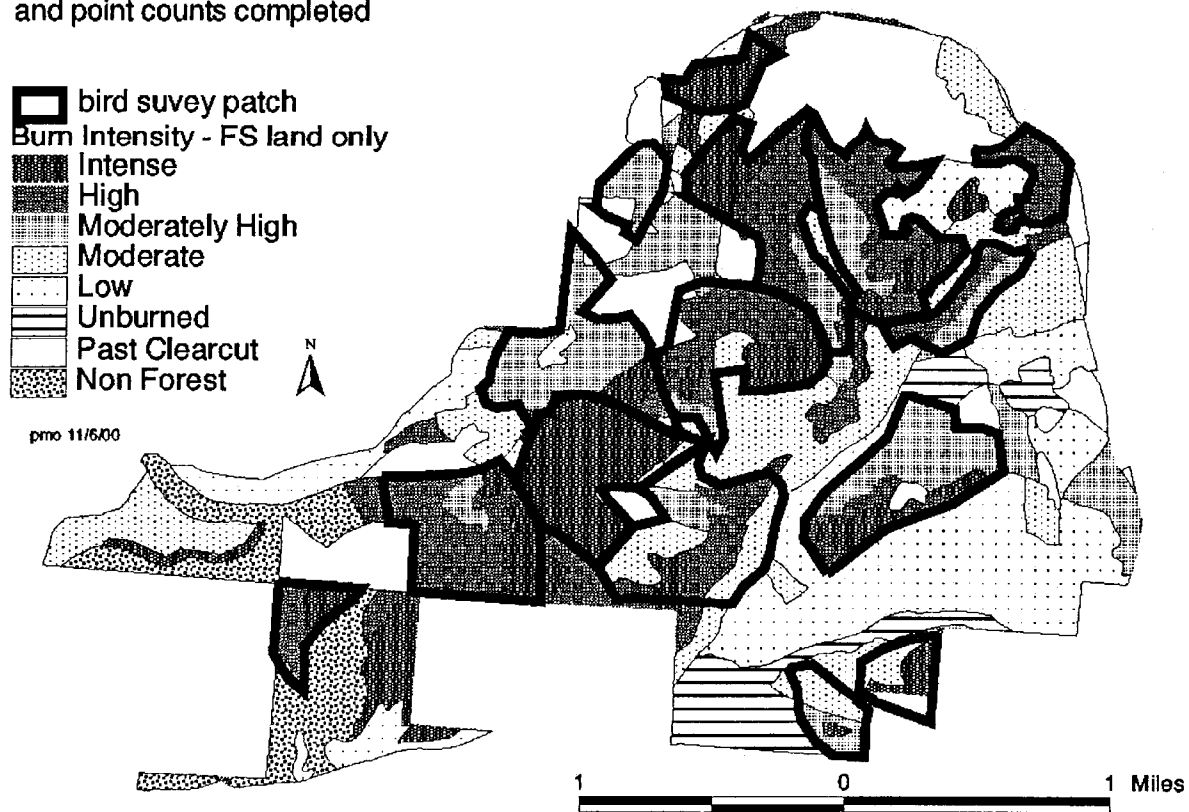 and point counts completed
bird suvey patch
Burn Intensity - FS land only
Intense
High
Moderately High
Moderate
Low
Unburned
Past Clearcut
Non Forest
N
pmo 11/6/00
1 0 1 Miles